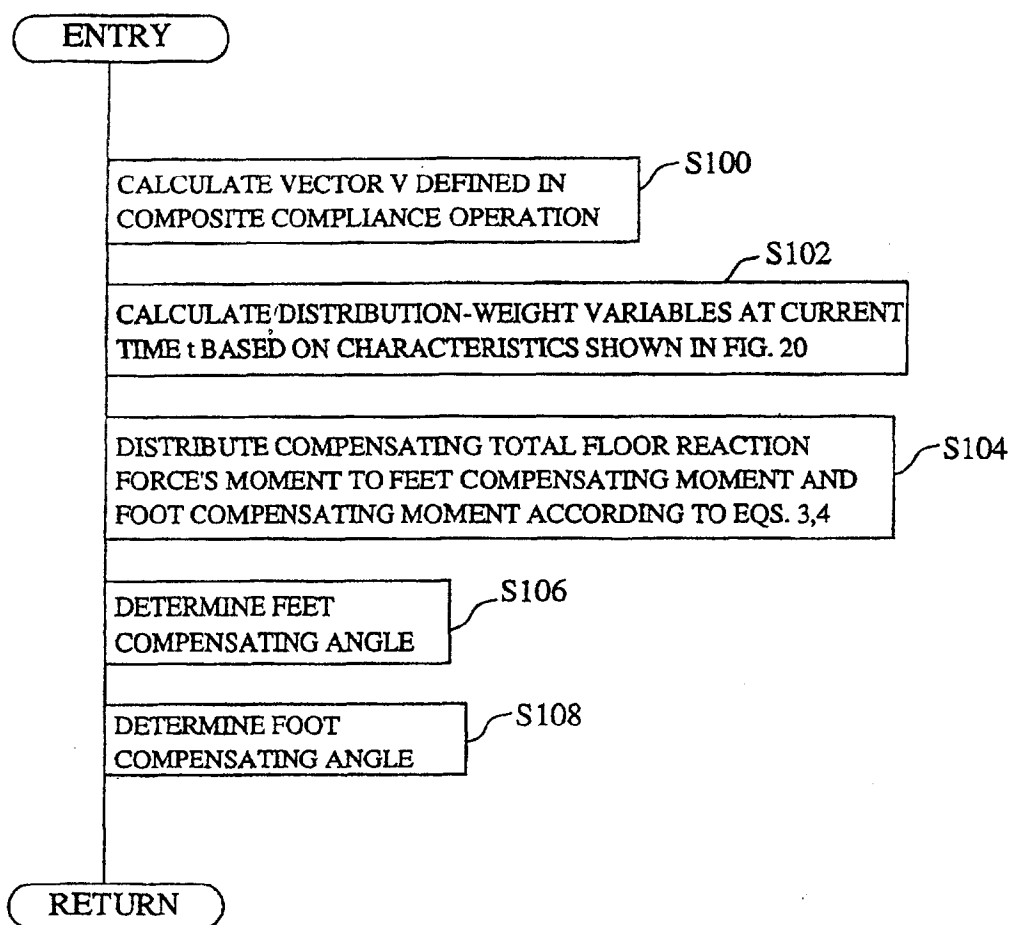 ENTRY
S100
CALCULATE VECTOR V DEFINED IN
COMPOSITE COMPLIANCE OPERATION
S102
CALCULATE DISTRIBUTION-WEIGHT VARIABLES AT CURRENT
TIME t BASED ON CHARACTERISTICS SHOWN IN FIG. 20
S104
DISTRIBUTE COMPENSATING TOTAL FLOOR REACTION
FORCE'S MOMENT TO FEET COMPENSATING MOMENT AND
FOOT COMPENSATING MOMENT ACCORDING TO EQS. 3,4
S106
DETERMINE FEET
COMPENSATING ANGLE
S108
DETERMINE FOOT
COMPENSATING ANGLE
RETURN